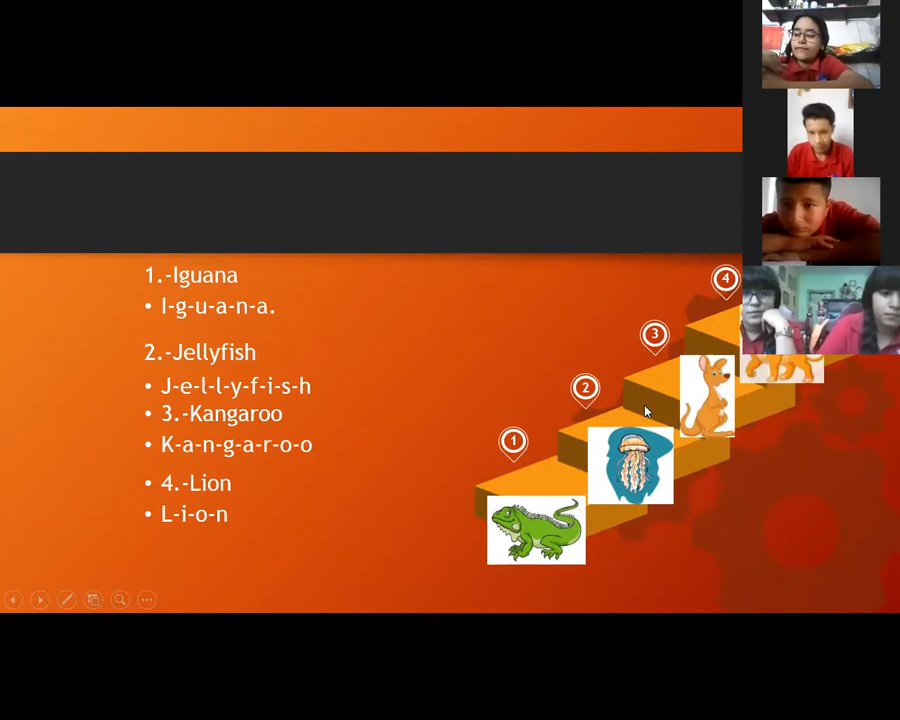 1.-Iguana
• I-g-u-a-n-a.
2.-Jellyfish
• J-e-l-l-y-f-i-s-h
• 3.-Kangaroo
• K-a-n-g-a-r-o-o
• 4.-Lion
• L-i-o-n
4
3
2
1